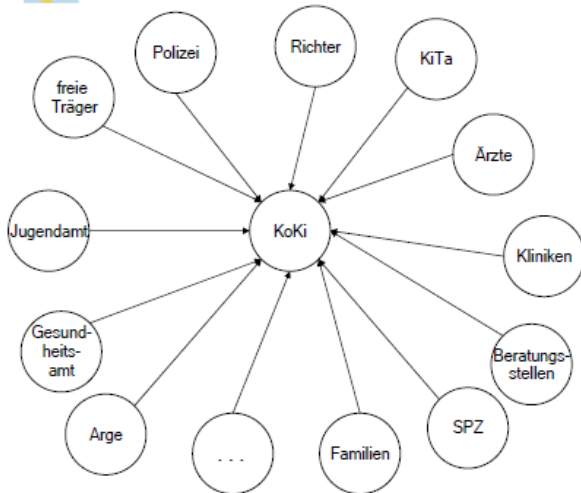 Polizei
Richter
KiTa
freie
Träger
Ärzte
Jugendamt
KoKi
Kliniken
Gesund-
heits-
amt
Beratungs-
stellen
Arge
. . .
Familien
SPZ